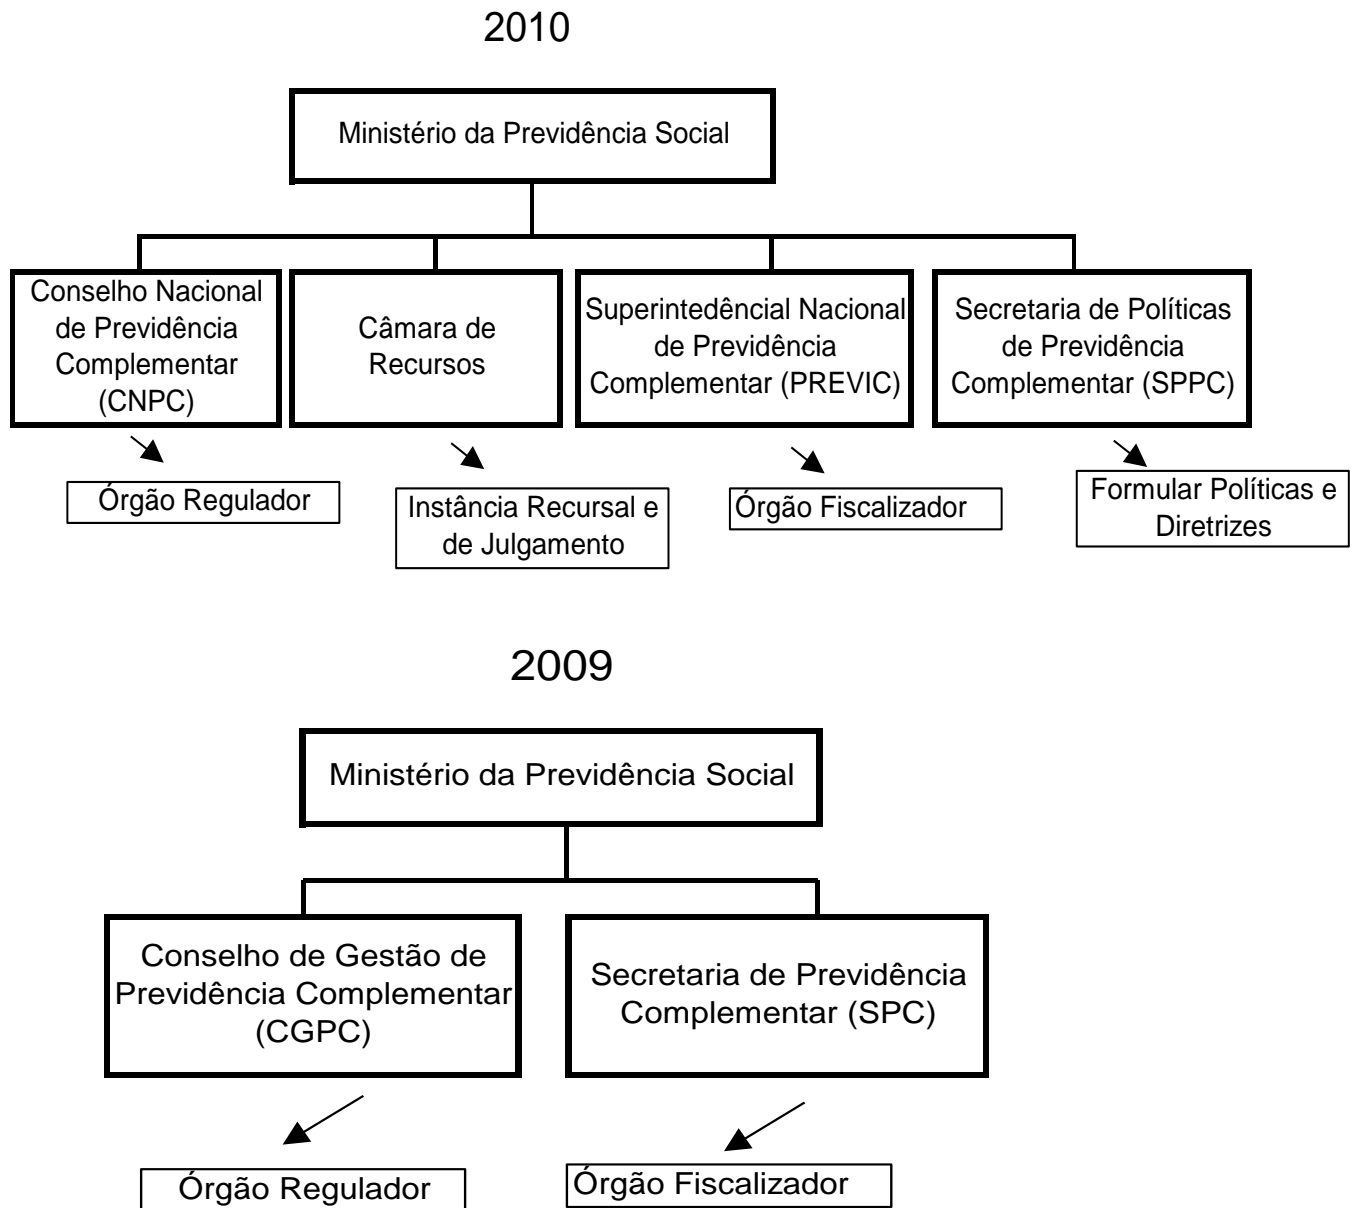 2010
Ministério da Previdência Social
Conselho Nacional
de Previdência
Complementar
(CNPC)
Câmara de
Recursos
Superintedêncial Nacional
de Previdência
Complementar (PREVIC)
Secretaria de Políticas
de Previdência
Complementar (SPPC)
Órgão Regulador
Instância Recursal e
de Julgamento
Órgão Fiscalizador
Formular Políticas e
Diretrizes
2009
Ministério da Previdência Social
Conselho de Gestão de
Previdência Complementar
(CGPC)
Secretaria de Previdência
Complementar (SPC)
Órgão Regulador
Órgão Fiscalizador